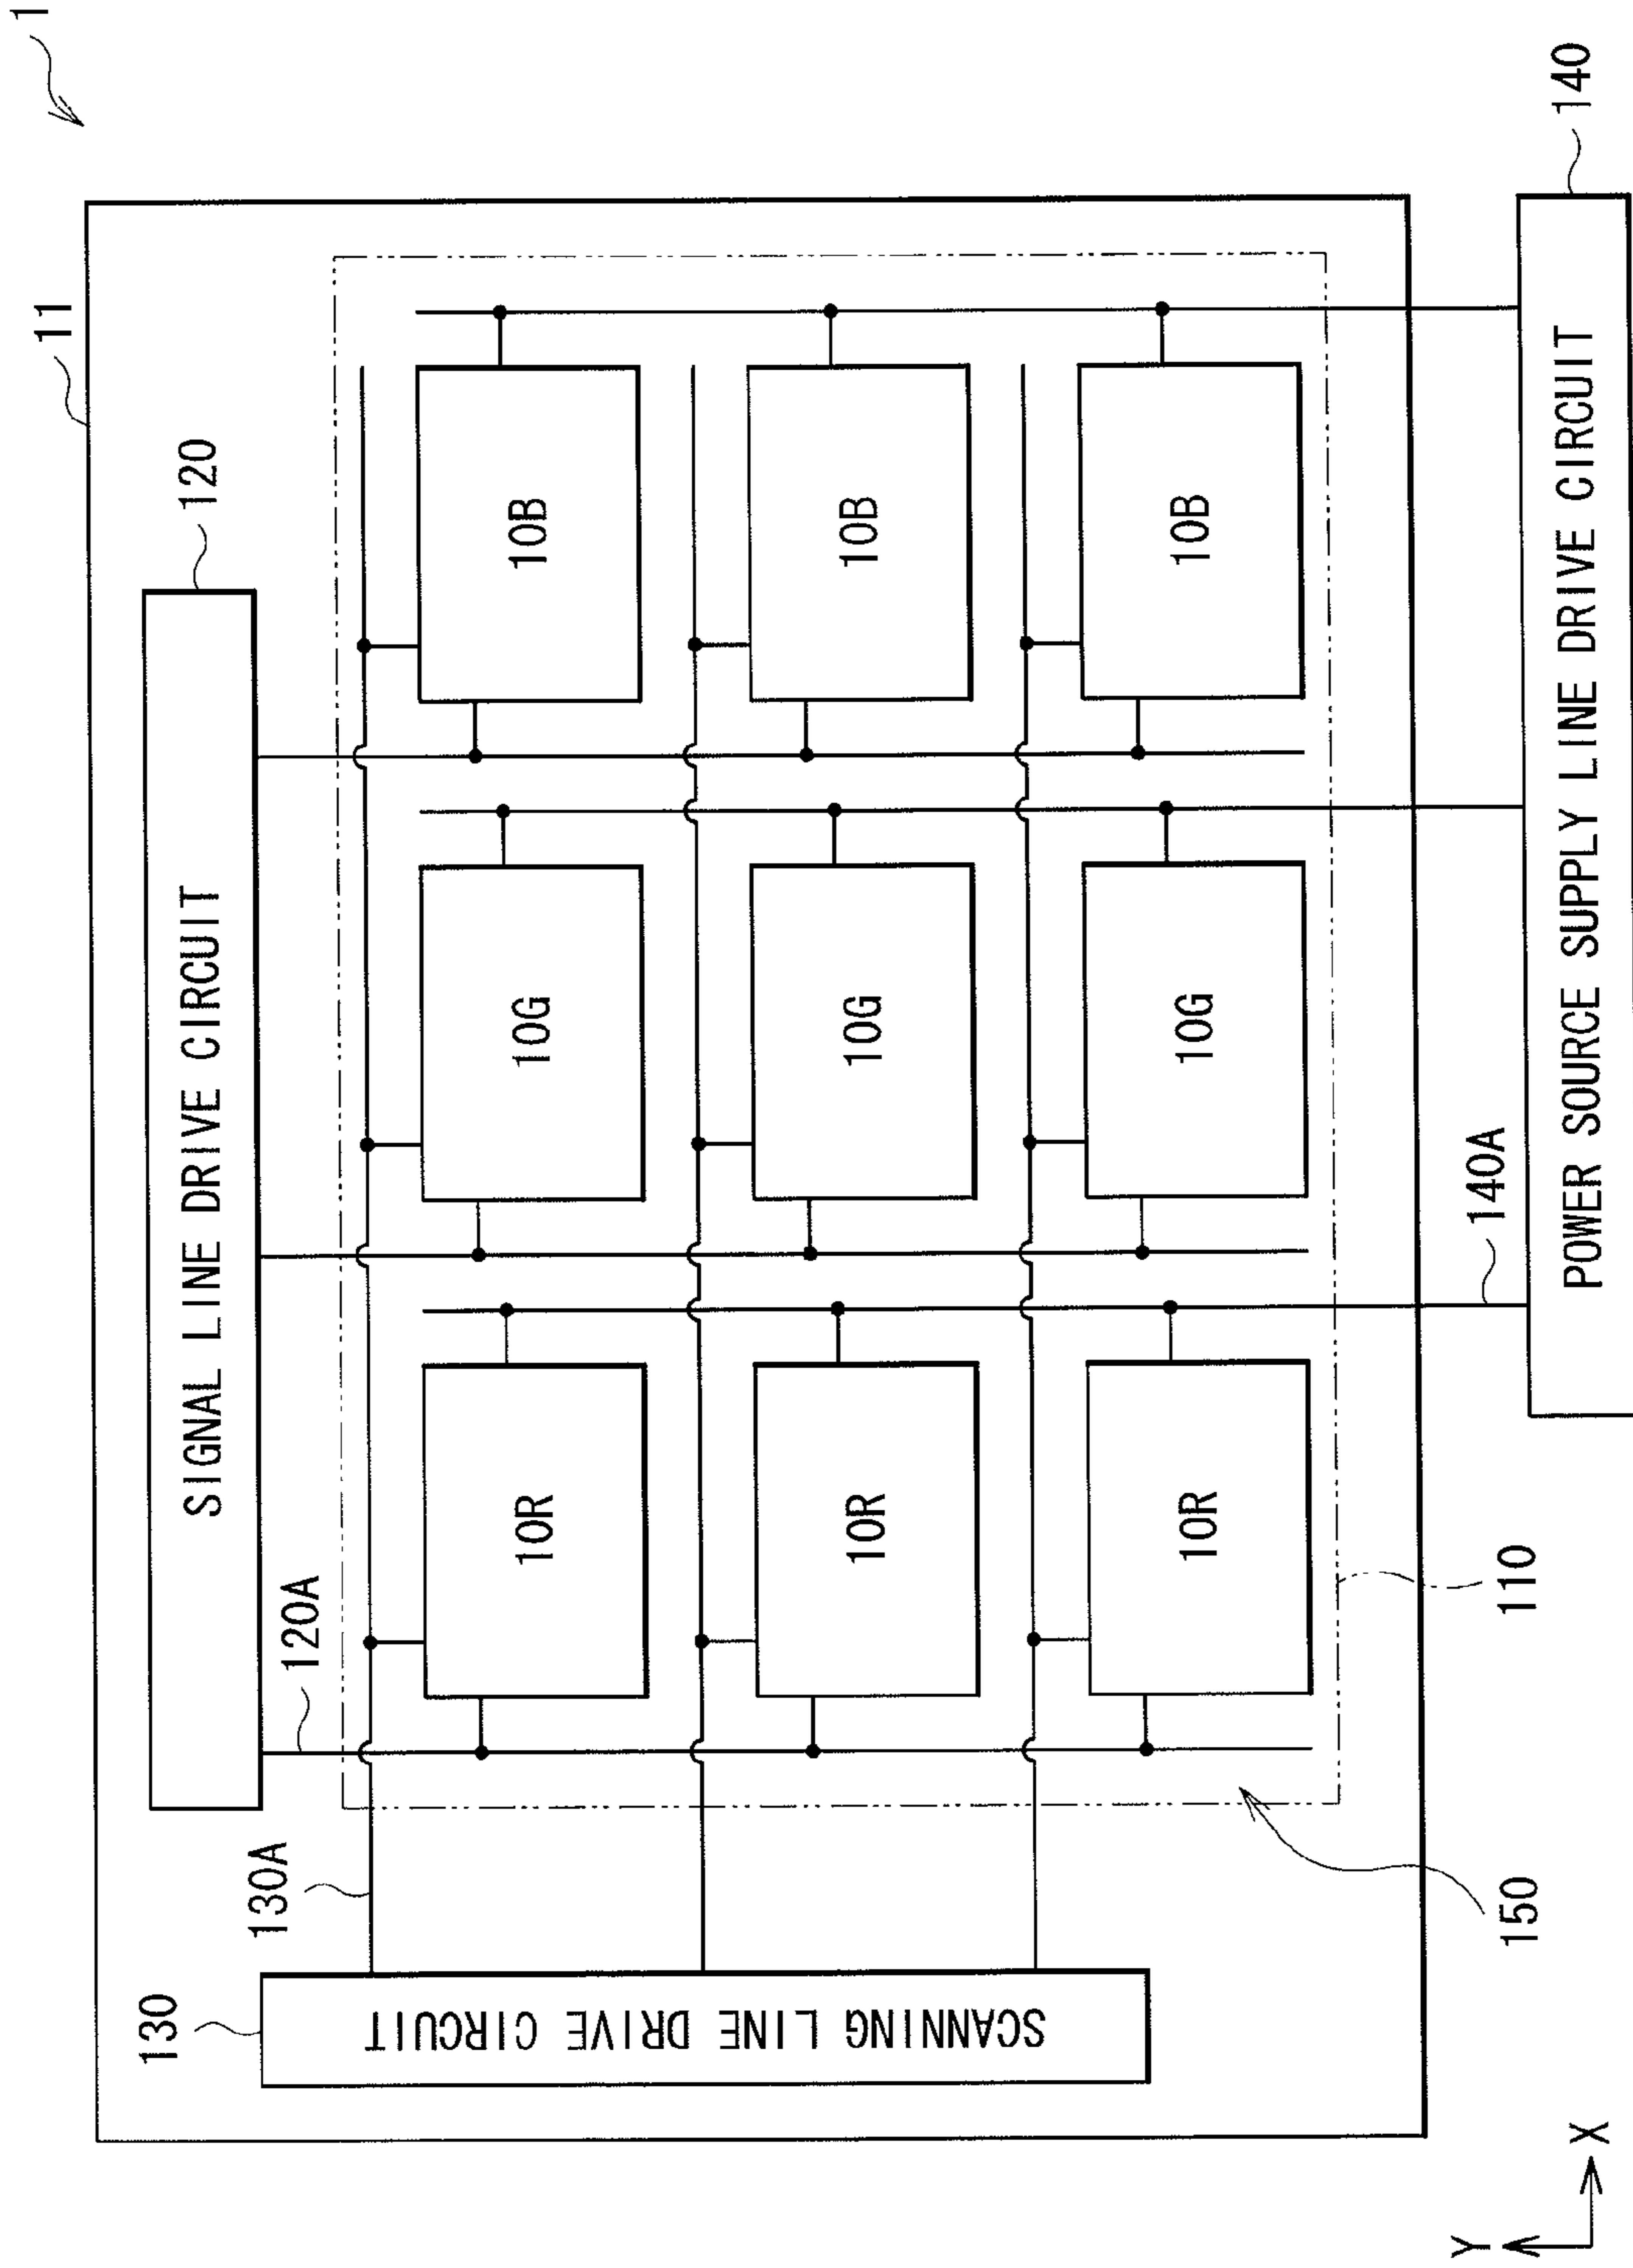 1
11
130
120
SIGNAL LINE DRIVE CIRCUIT
130A
120A
SCANNING LINE DRIVE CIRCUIT
10R
10G
10B
10R
10G
10B
10R
10G
10B
Y
140A
150
110
X
140
POWER SOURCE SUPPLY LINE DRIVE CIRCUIT